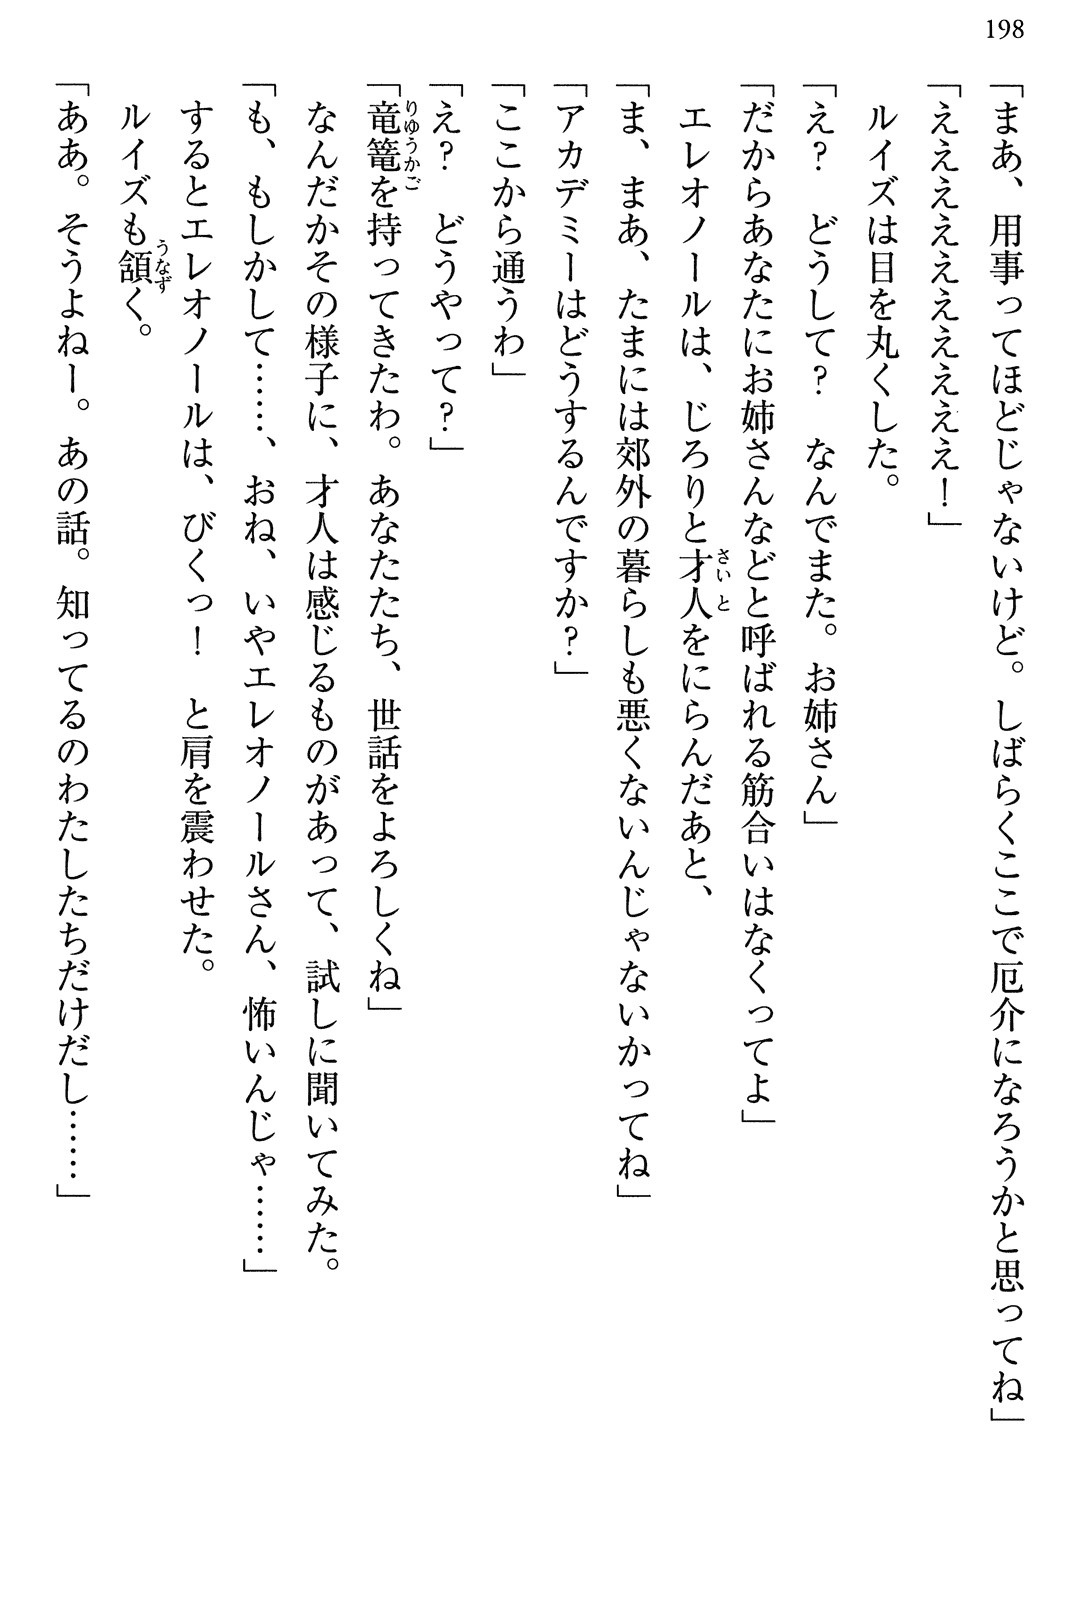 198
「まあ、用事ってほどじゃないけど。しばらくここで厄介になろうかと思ってね」
「ええええええええええ！」
ルイズは目を丸くした。
「え？　どうして？　なんでまた。お姉さん」
「だからあなたにお姉さんなどと呼ばれる筋合いはなくってよ」
エレオノールは、じろりと才人をにらんだあと、
「ま、まあ、たまには郊外の暮らしも悪くないんじゃないかってね」
「アカデミーはどうするんですか？」
「ここから通うわ」
「え？　どうやって？」
「竜篭を持ってきたわ。あなたたち、世話をよろしくね」
なんだかその様子に、才人は感じるものがあって、試しに聞いてみた。
「も、もしかして……、おね、いやエレオノールさん、怖いんじゃ……」
するとエレオノールは、びくっ！　と肩を震わせた。
ルイズも頷く。
「ああ。そうよねー。あの話。知ってるのわたしたちだけだし……」